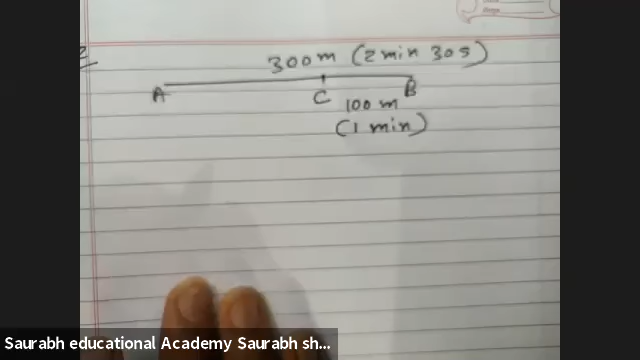 300m (2 min 30s)
A C B
100 m
(1 min)
Saurabh educational Academy Saurabh sh...